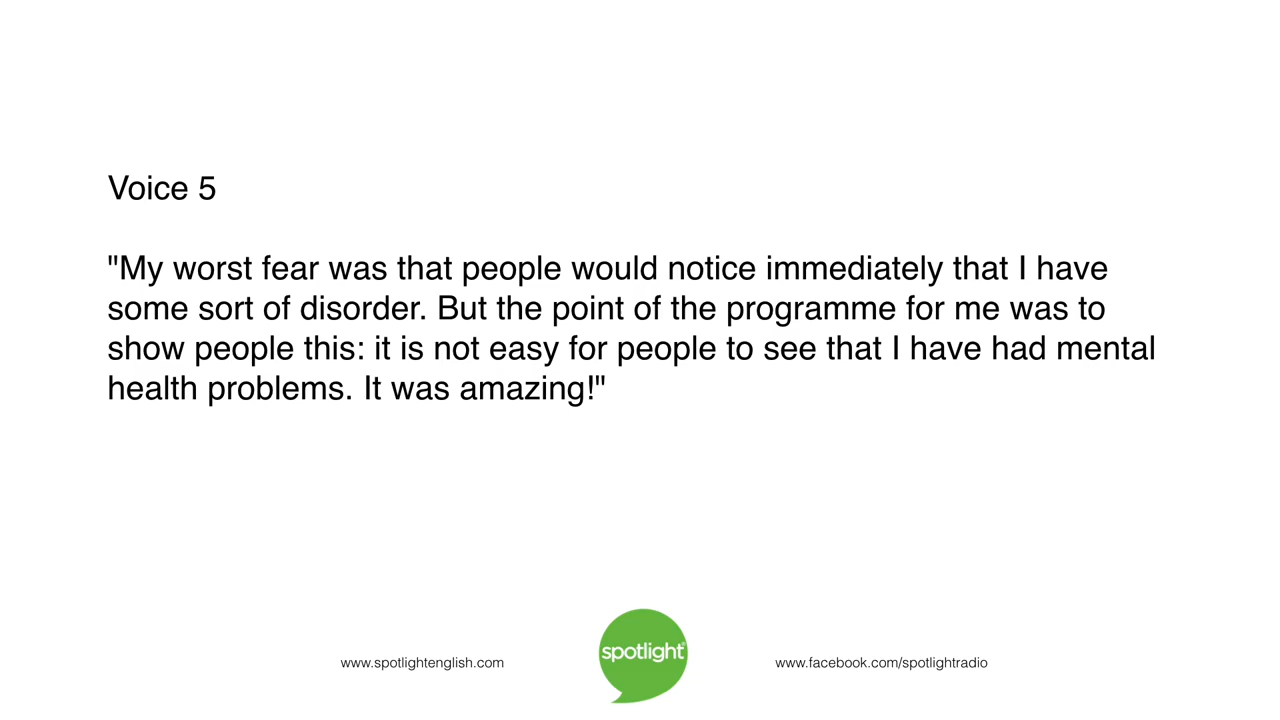 Voice 5
"My worst fear was that people would notice immediately that I have
some sort of disorder. But the point of the programme for me was to
show people this: it is not easy for people to see that I have had mental
health problems. It was amazing!"
www.spotlightenglish.com
spotlight®
www.facebook.com/spotlightradio